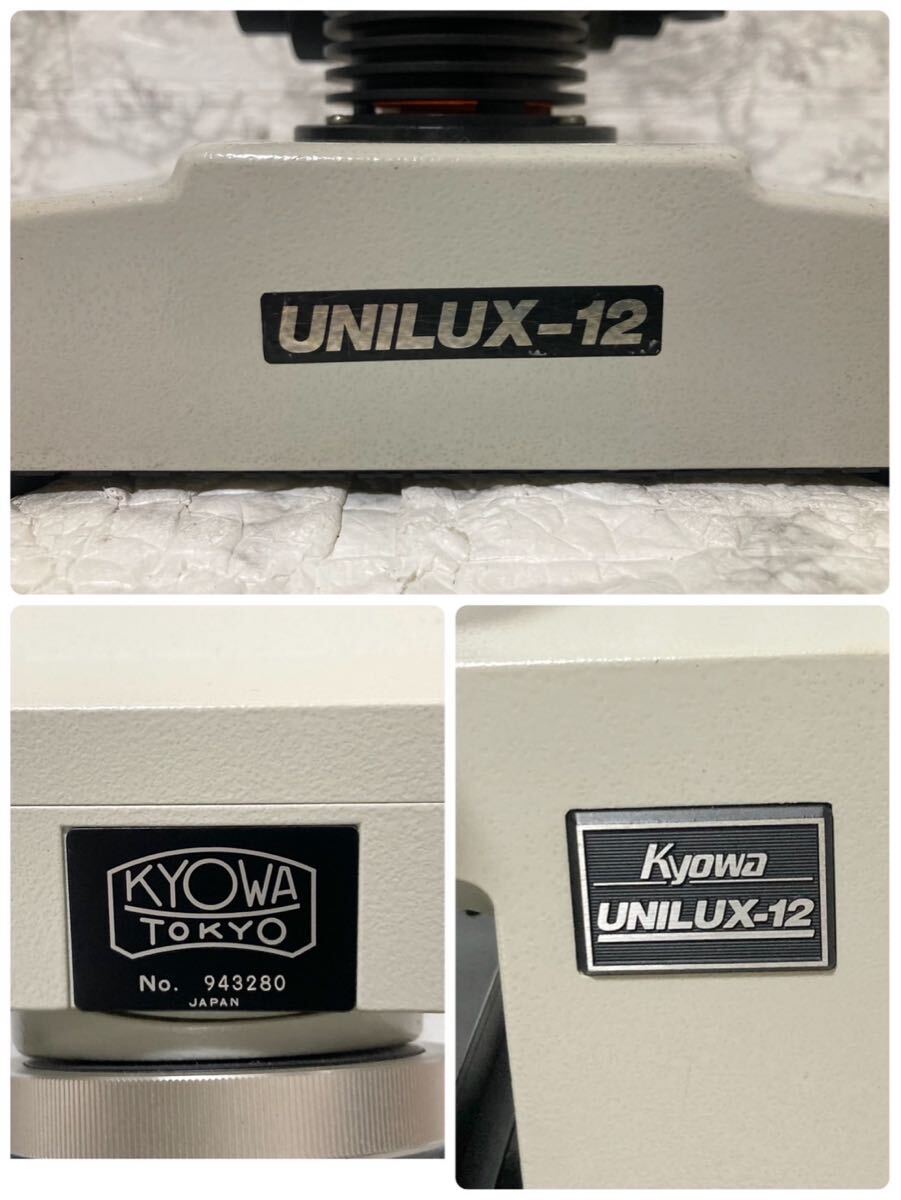 UNILUX-12
KYOWA
TOKYO
No. 943280
JAPAN
Kyowa
UNILUX-12